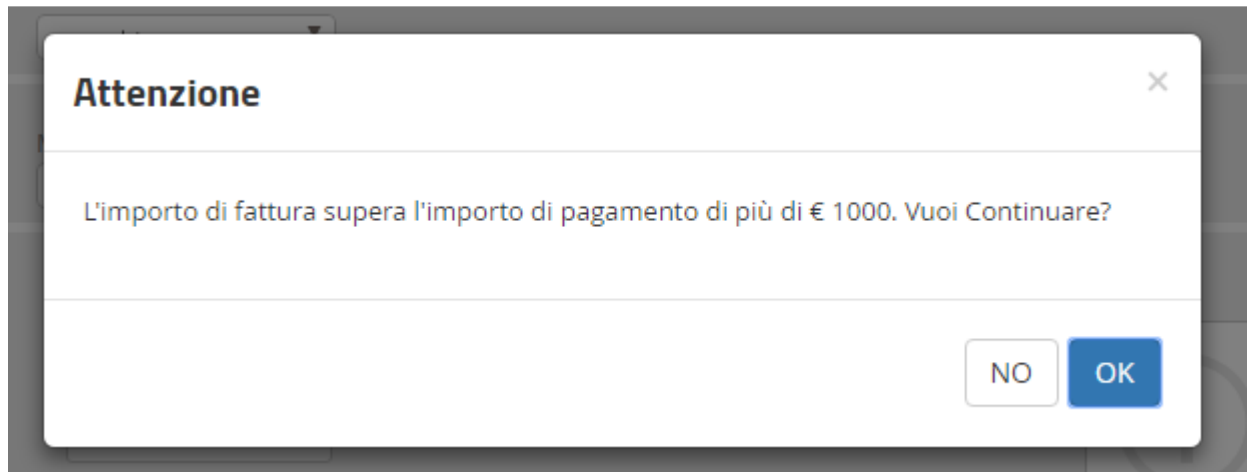 Attenzione
×
L'importo di fattura supera l'importo di pagamento di più di € 1000. Vuoi Continuare?
NO OK